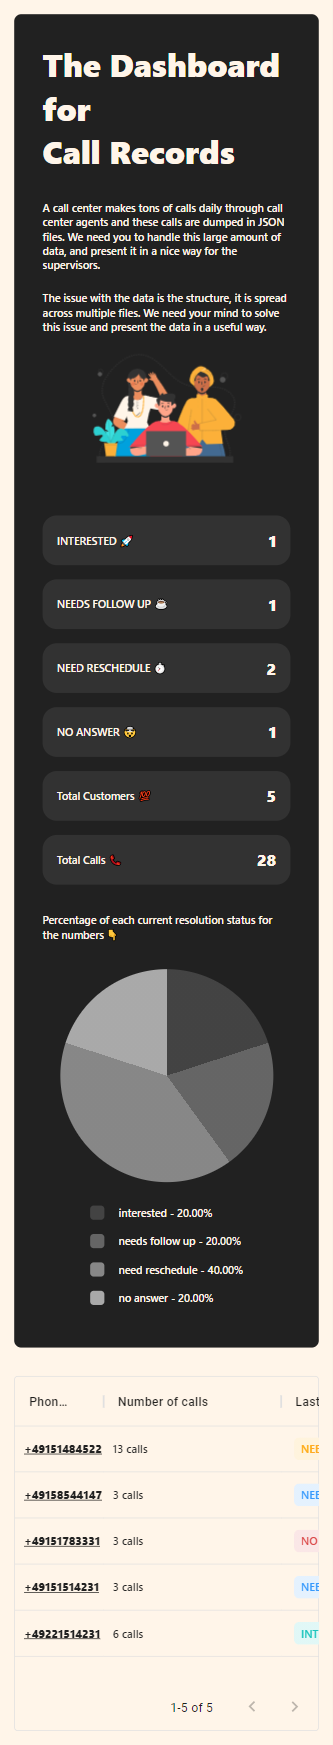 The Dashboard
for
Call Records
A call center makes tons of calls daily through call
center agents and these calls are dumped in JSON
files. We need you to handle this large amount of
data, and present it in a nice way for the
supervisors.
The issue with the data is the structure, it is spread
across multiple files. We need your mind to solve
this issue and present the data in a useful way.
INTERESTED 🚀 1
NEEDS FOLLOW UP ☕ 1
NEED RESCHEDULE ⏱️ 2
NO ANSWER 🤯 1
Total Customers 💯 5
Total Calls 📞 28
Percentage of each current resolution status for
the numbers 👇
interested - 20.00%
needs follow up - 20.00%
need reschedule - 40.00%
no answer - 20.00%
Phon... Number of calls Last
+49151484522 13 calls NEE
+49158544147 3 calls NEE
+49151783331 3 calls NO
+49151514231 3 calls NEE
+49221514231 6 calls INT
1-5 of 5